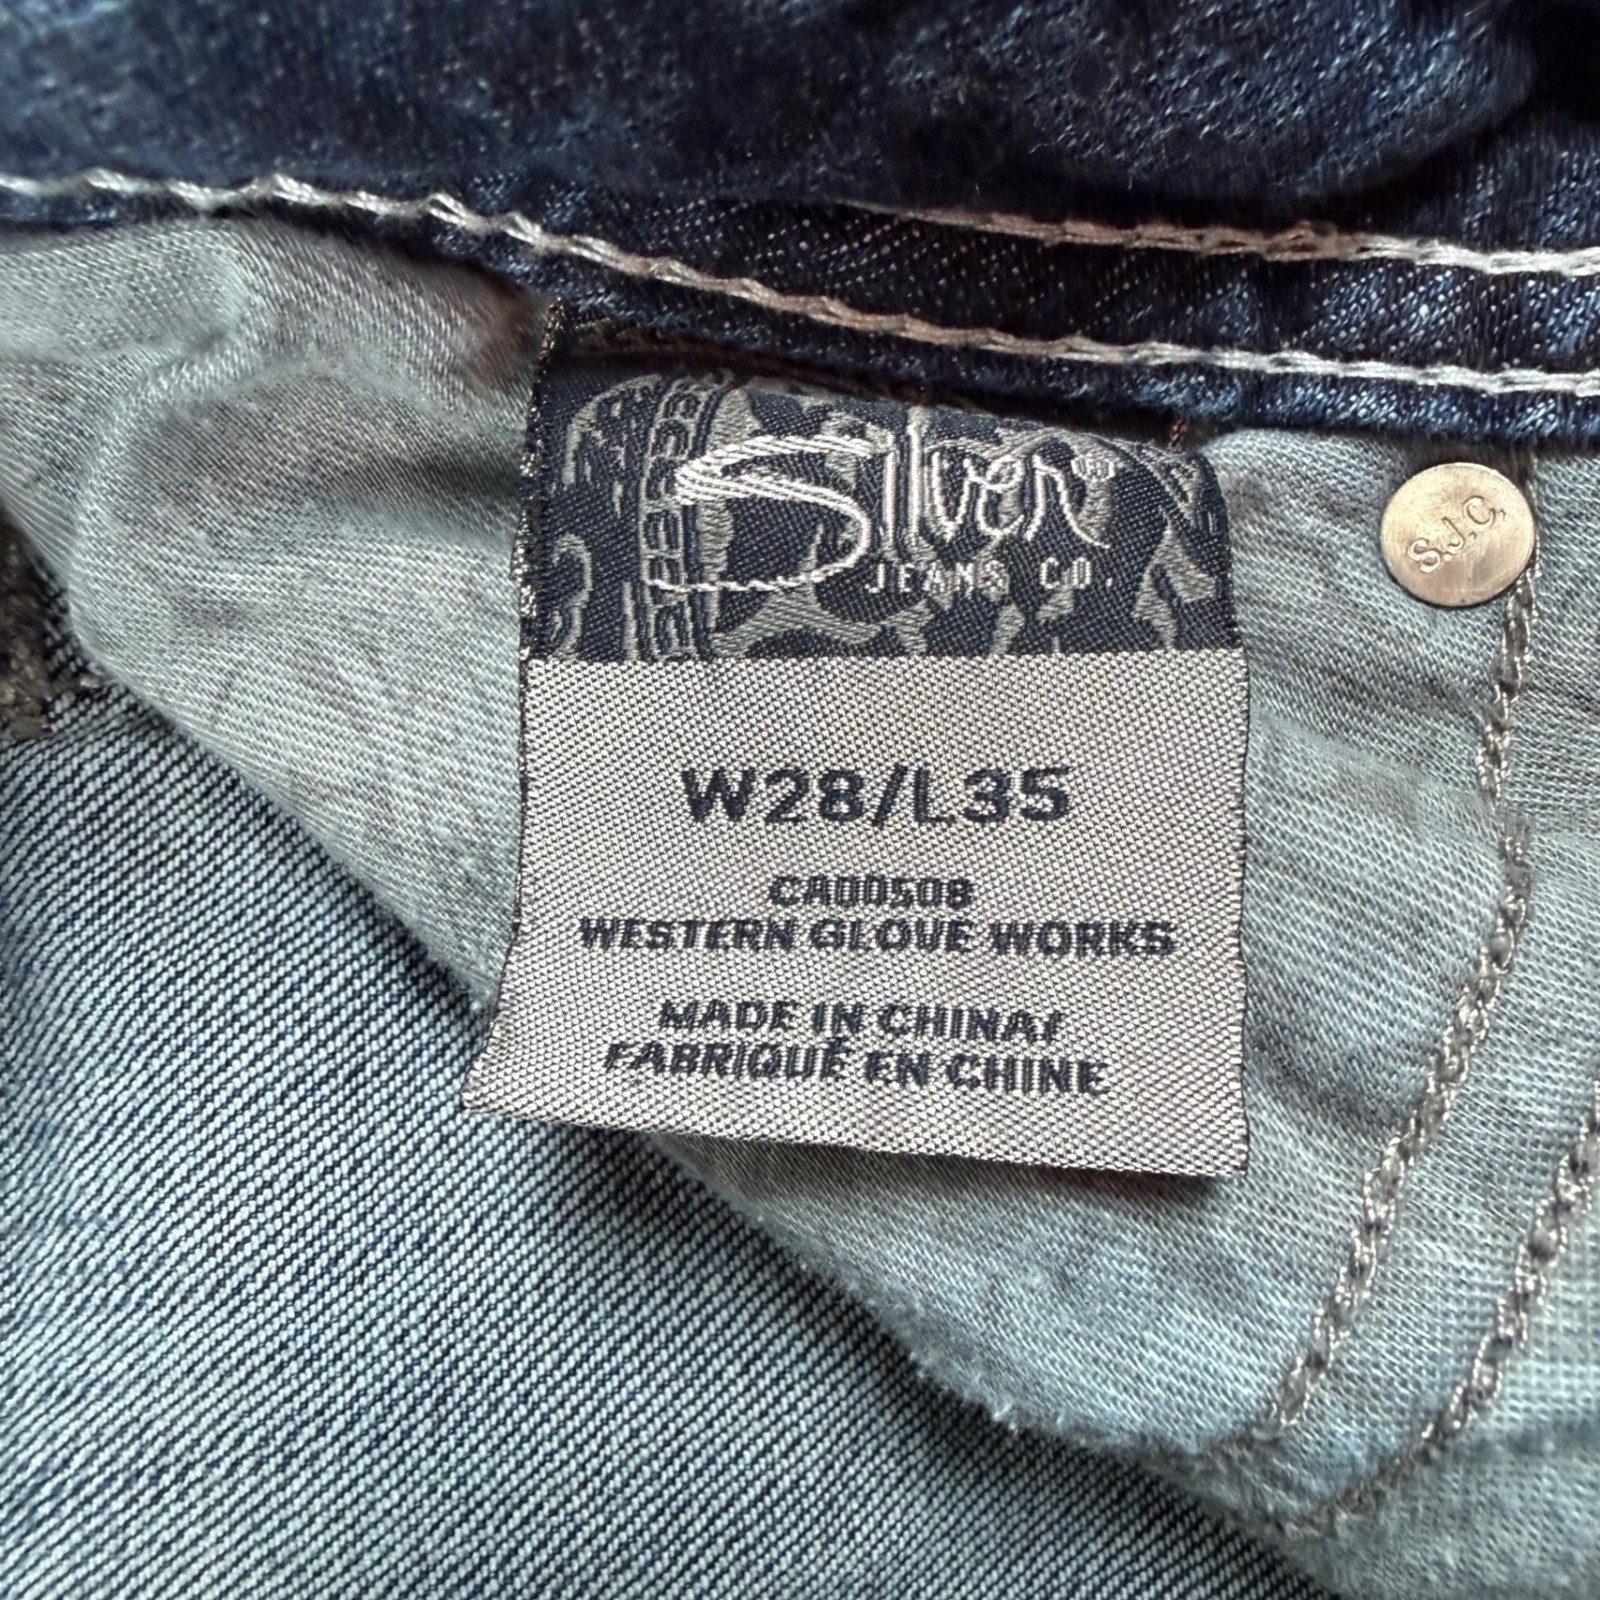 Silver
JEANS CO.
S.J.C.
W28/L35
CA00508
WESTERN GLOVE WORKS
MADE IN CHINA/
FABRIQUÉ EN CHINE